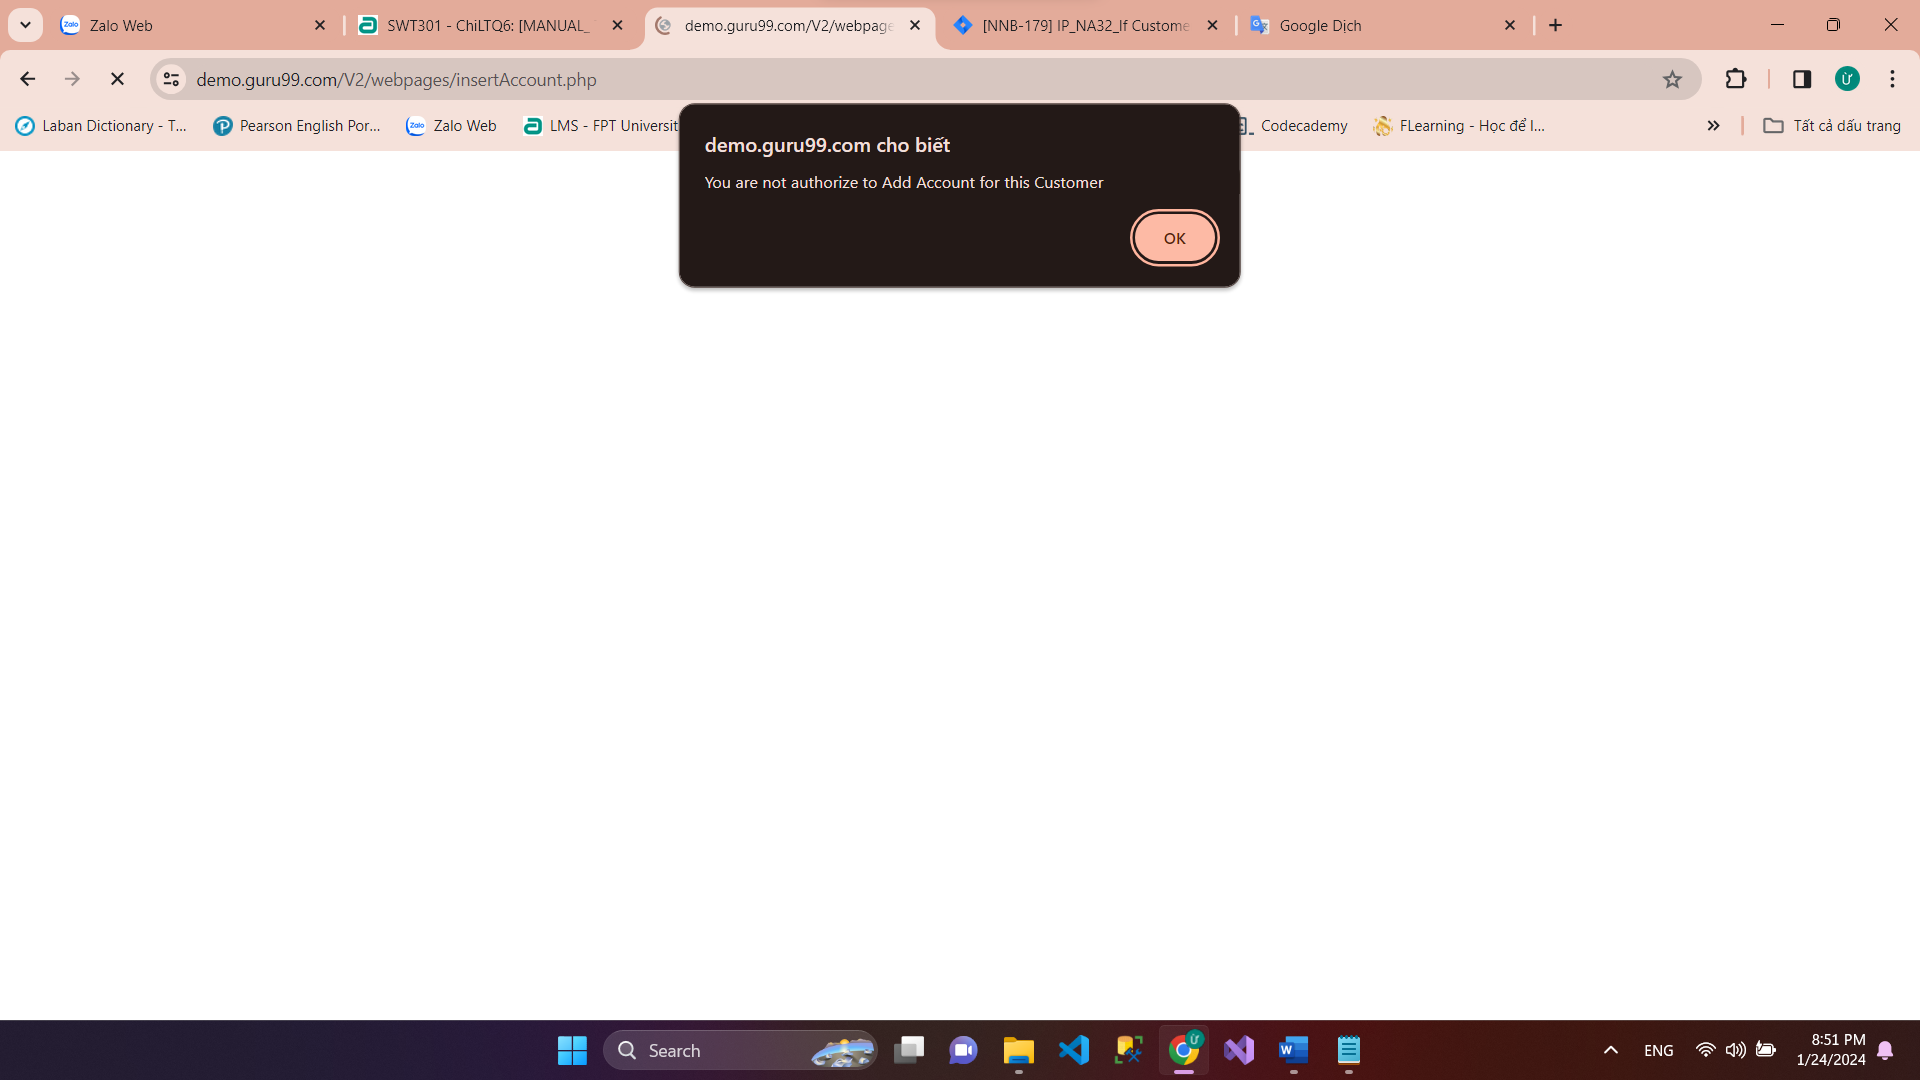 Zalo Web
SWT301 - ChiLTQ6: [MANUAL_
demo.guru99.com/V2/webpage
[NNB-179] IP_NA32_If Custome
Google Dịch
demo.guru99.com/V2/webpages/insertAccount.php
Ừ
Laban Dictionary - T...
Pearson English Por...
Zalo
Zalo Web
LMS - FPT Universit
Codecademy
FLearning - Học để l...
Tất cả dấu trang
demo.guru99.com cho biết
You are not authorize to Add Account for this Customer
OK
Search
ENG
8:51 PM
1/24/2024